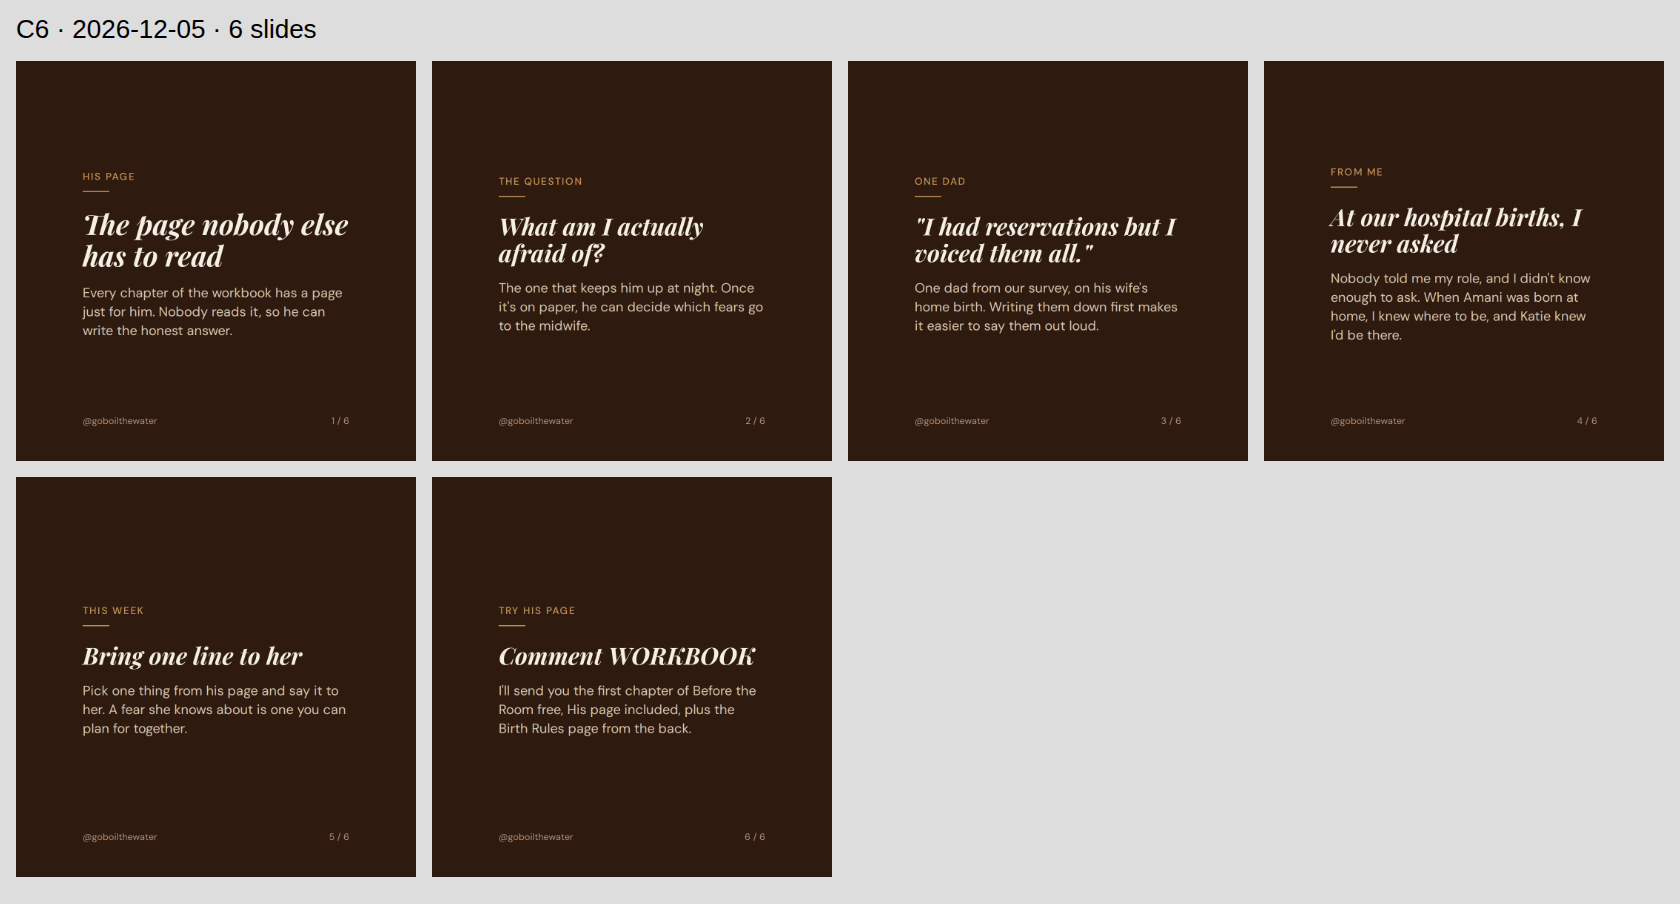 C6 · 2026-12-05 · 6 slides
HIS PAGE
The page nobody else
has to read
Every chapter of the workbook has a page
just for him. Nobody reads it, so he can
write the honest answer.
@goboilthewater
1 / 6
THE QUESTION
What am I actually
afraid of?
The one that keeps him up at night. Once
it's on paper, he can decide which fears go
to the midwife.
@goboilthewater
2 / 6
ONE DAD
"I had reservations but I
voiced them all."
One dad from our survey, on his wife's
home birth. Writing them down first makes
it easier to say them out loud.
@goboilthewater
3 / 6
FROM ME
At our hospital births, I
never asked
Nobody told me my role, and I didn't know
enough to ask. When Amani was born at
home, I knew where to be, and Katie knew
I'd be there.
@goboilthewater
4 / 6
THIS WEEK
Bring one line to her
Pick one thing from his page and say it to
her. A fear she knows about is one you can
plan for together.
@goboilthewater
5 / 6
TRY HIS PAGE
Comment WORKBOOK
I'll send you the first chapter of Before the
Room free, His page included, plus the
Birth Rules page from the back.
@goboilthewater
6 / 6